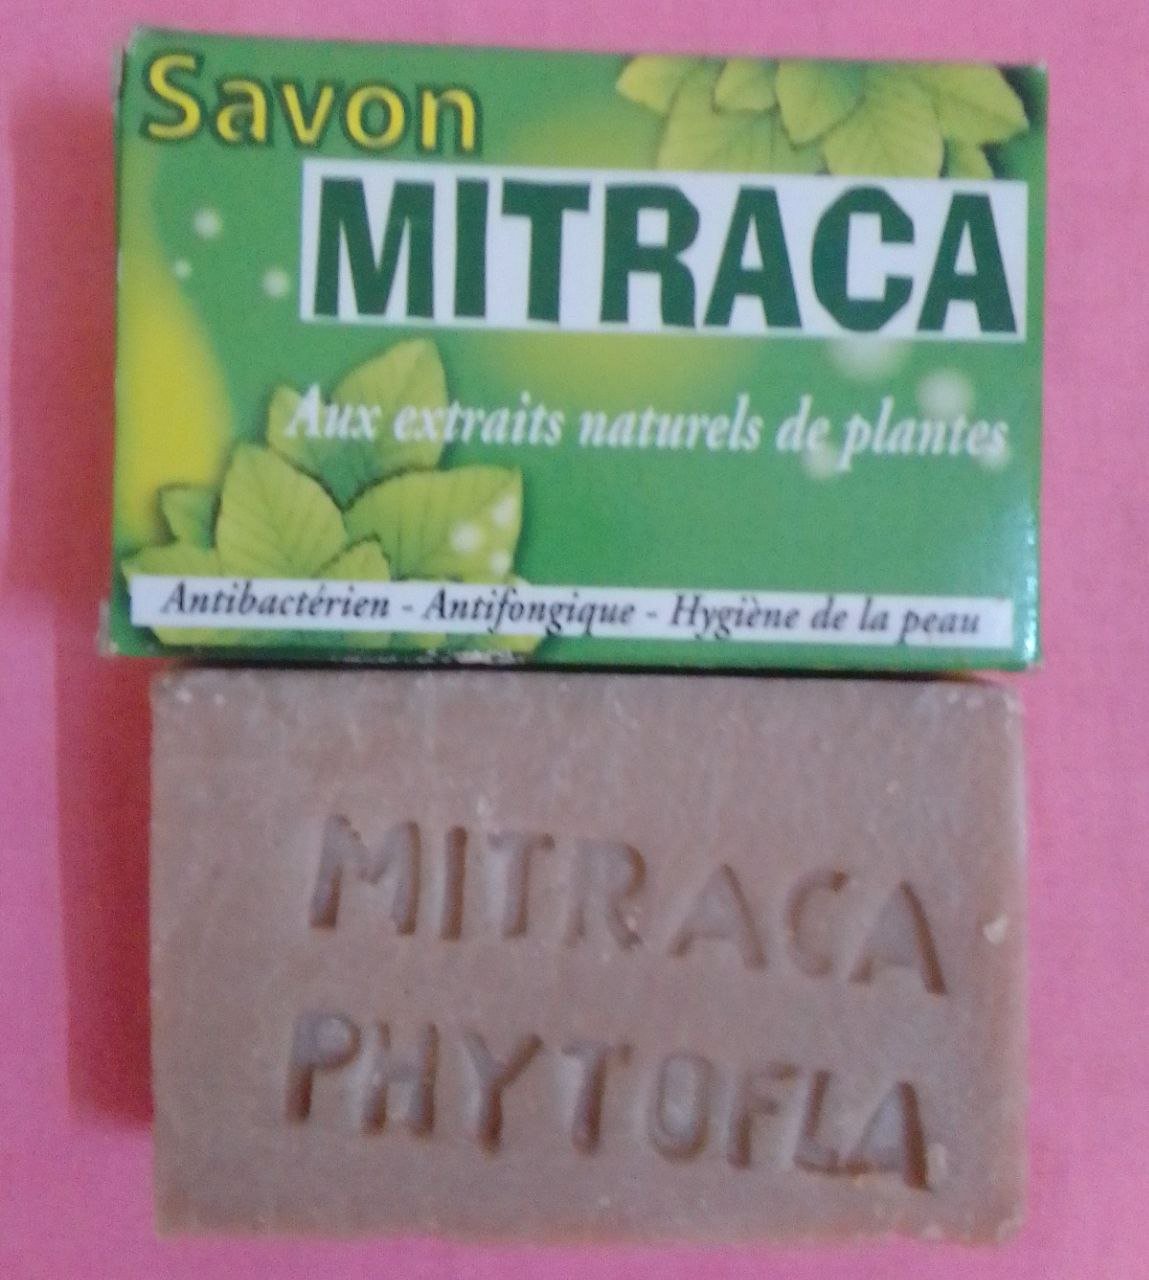 Savon
MITRACA
Aux extraits naturels de plantes
Antibactérien - Antifongique - Hygiène de la peau
MITRACA
PHYTOFLA